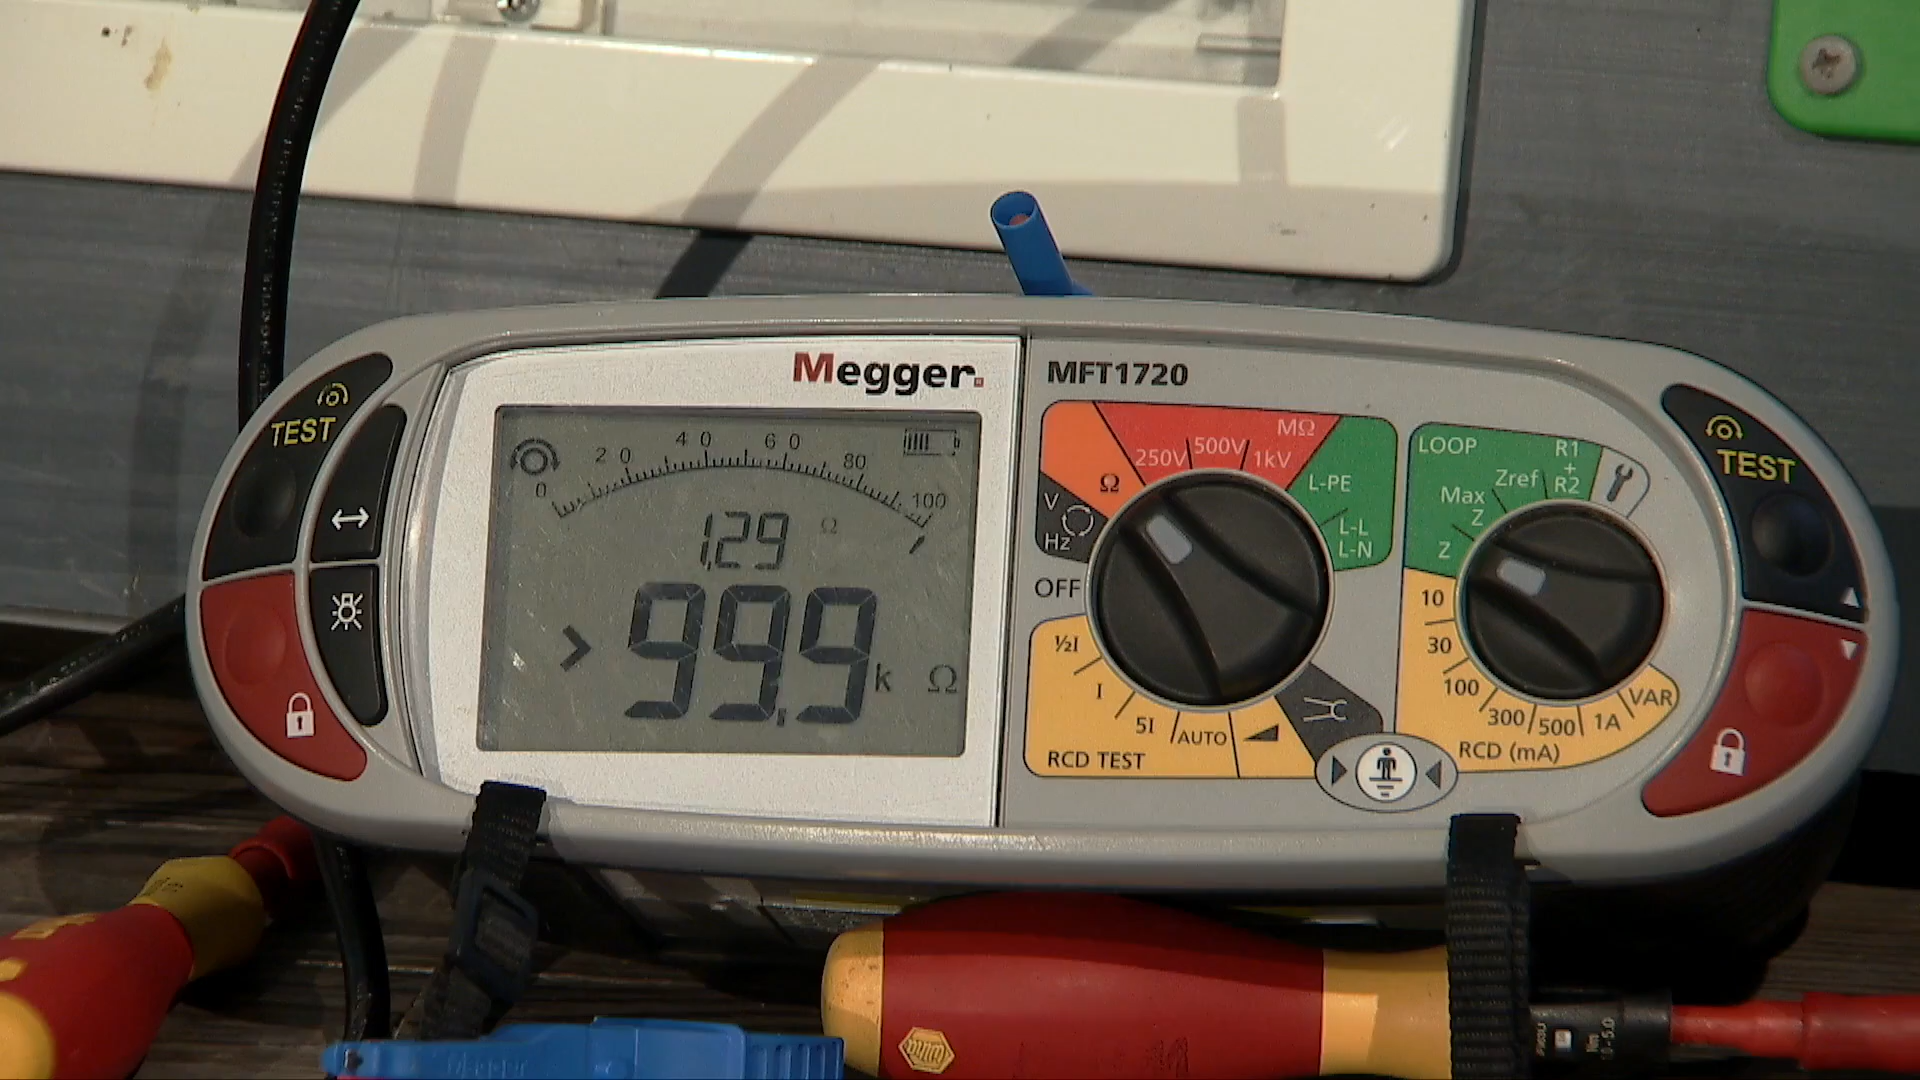 Megger.
MFT1720
TEST
0
20
40
60
80
100
1.29 Ω
>99.9 kΩ
V
Hz
Ω
250V
500V
1kV
MΩ
L-PE
L-L
L-N
OFF
½I
I
5I
AUTO
RCD TEST
LOOP
R1
+
R2
Zref
Max
Z
Z
10
30
100
300
500
1A
VAR
RCD (mA)
TEST
wiha